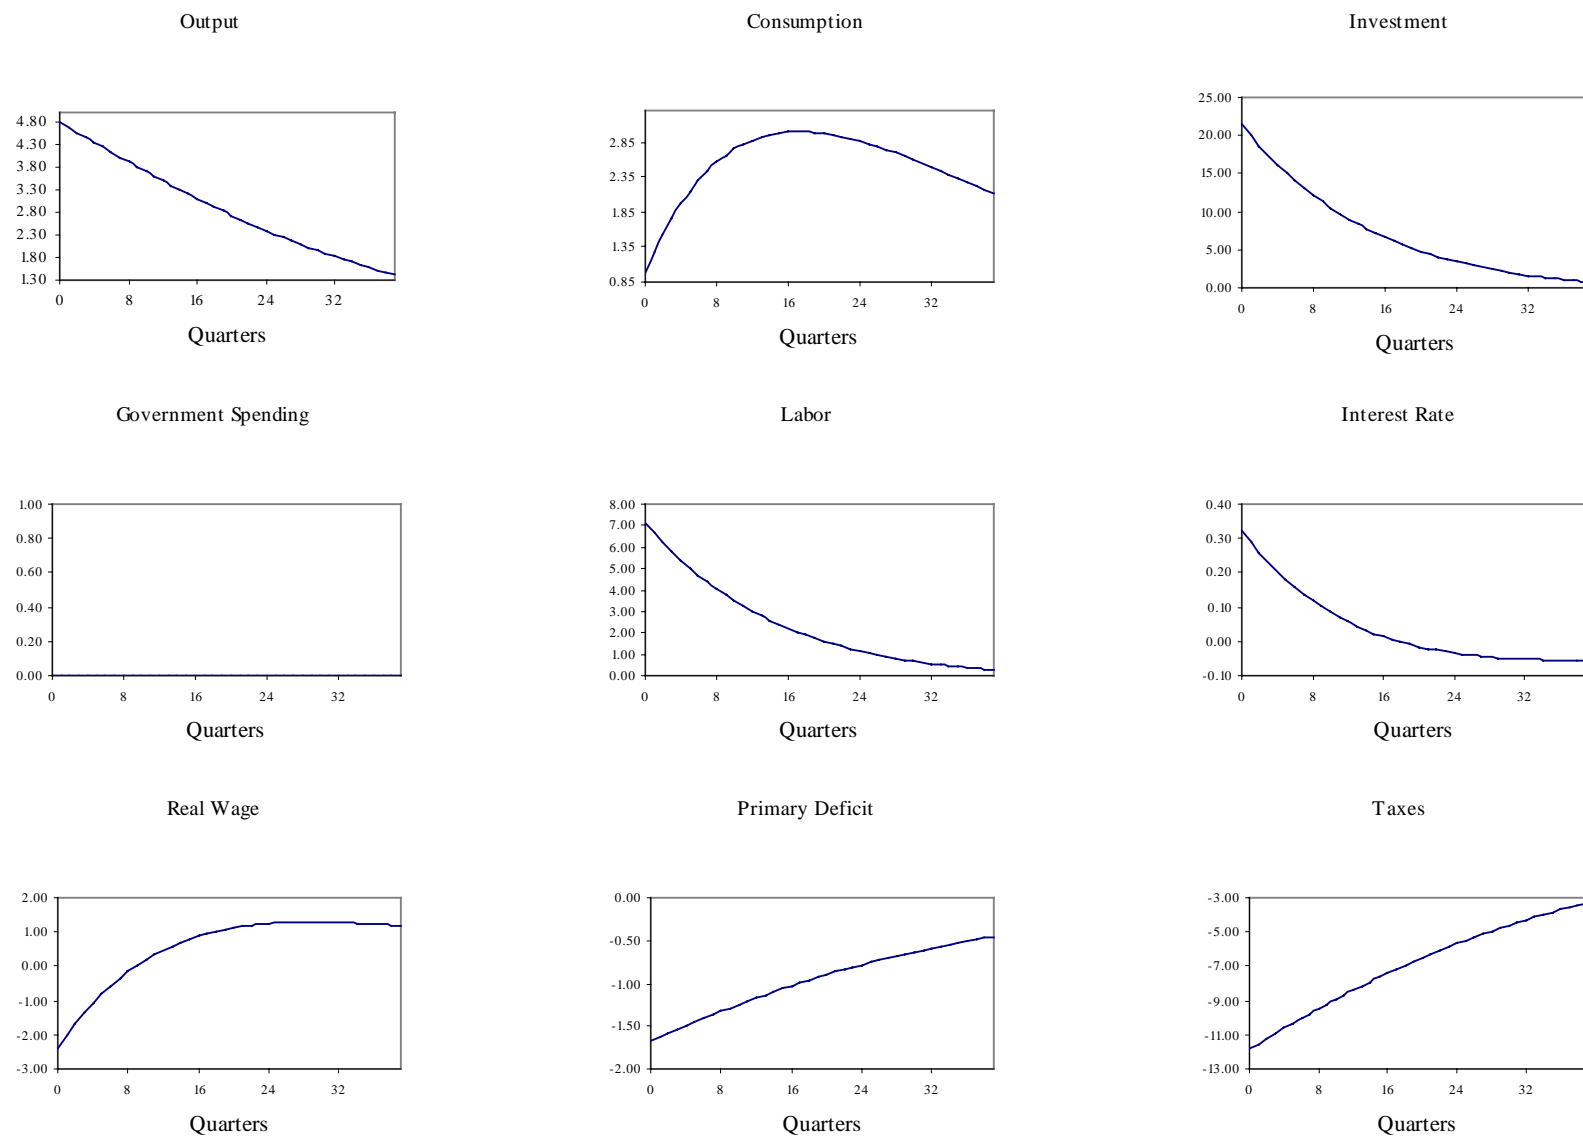 Output
4.80
4.30
3.80
3.30
2.80
2.30
1.80
1.30
0 8 16 24 32
Quarters
Consumption
2.85
2.35
1.85
1.35
0.85
0 8 16 24 32
Quarters
Investment
25.00
20.00
15.00
10.00
5.00
0.00
0 8 16 24 32
Quarters
Government Spending
1.00
0.80
0.60
0.40
0.20
0.00
0 8 16 24 32
Quarters
Labor
8.00
7.00
6.00
5.00
4.00
3.00
2.00
1.00
0.00
0 8 16 24 32
Quarters
Interest Rate
0.40
0.30
0.20
0.10
0.00
-0.10
0 8 16 24 32
Quarters
Real Wage
2.00
1.00
0.00
-1.00
-2.00
-3.00
0 8 16 24 32
Quarters
Primary Deficit
0.00
-0.50
-1.00
-1.50
-2.00
0 8 16 24 32
Quarters
Taxes
-3.00
-5.00
-7.00
-9.00
-11.00
-13.00
0 8 16 24 32
Quarters